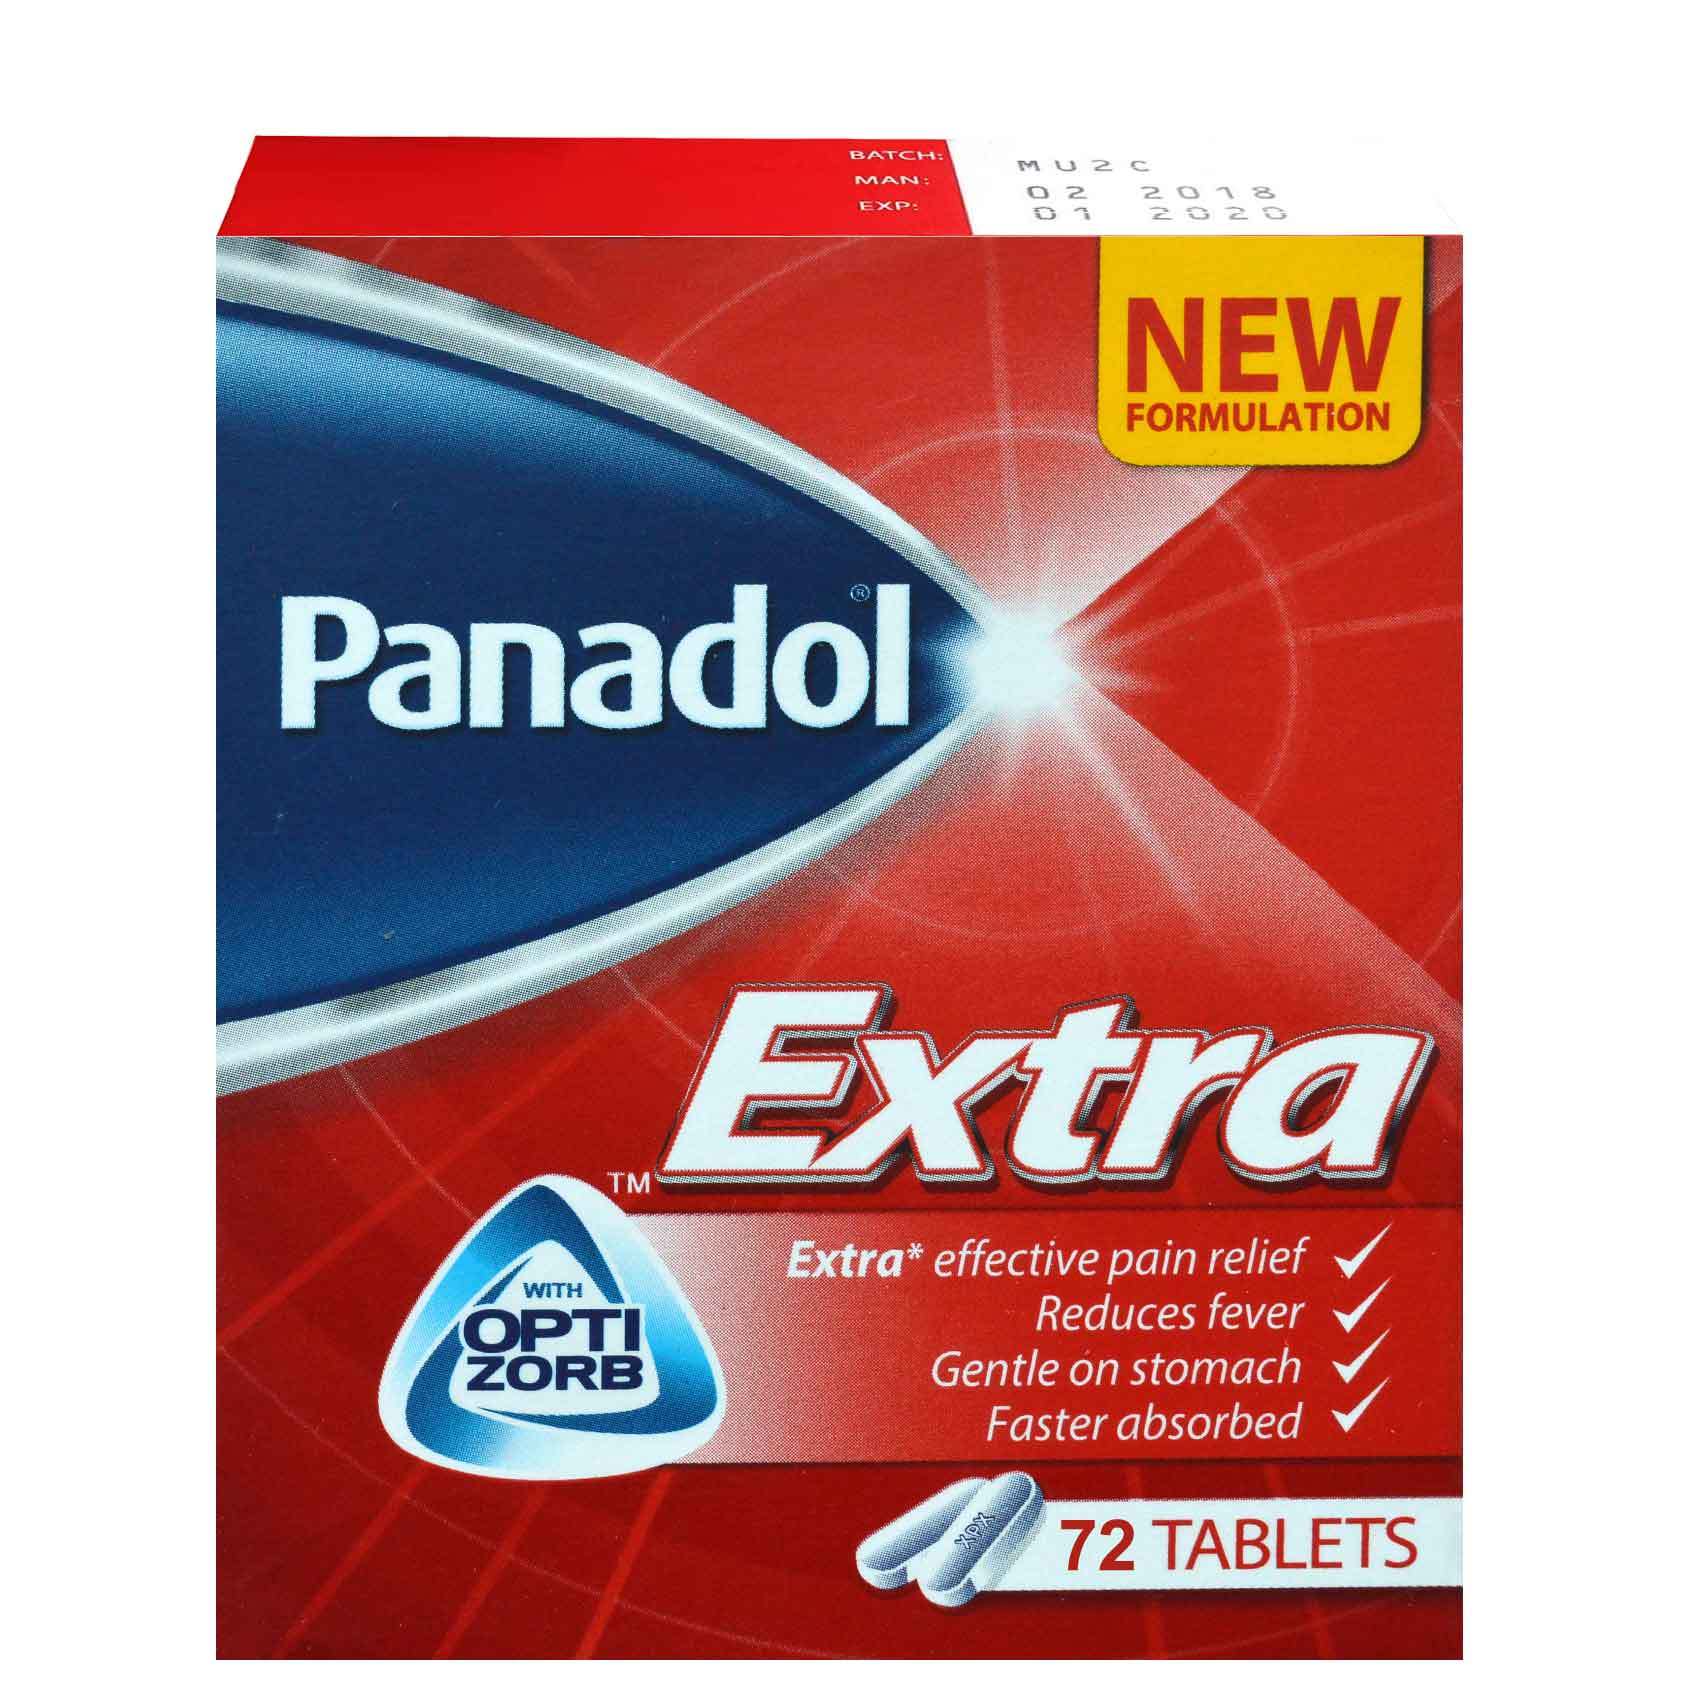 BATCH: MU2C
MAN: 02 2018
EXP: 01 2020
NEW
FORMULATION
Panadol®
Extra
TM
WITH
OPTI
ZORB
Extra* effective pain relief
Reduces fever
Gentle on stomach
Faster absorbed
XPX
72 TABLETS